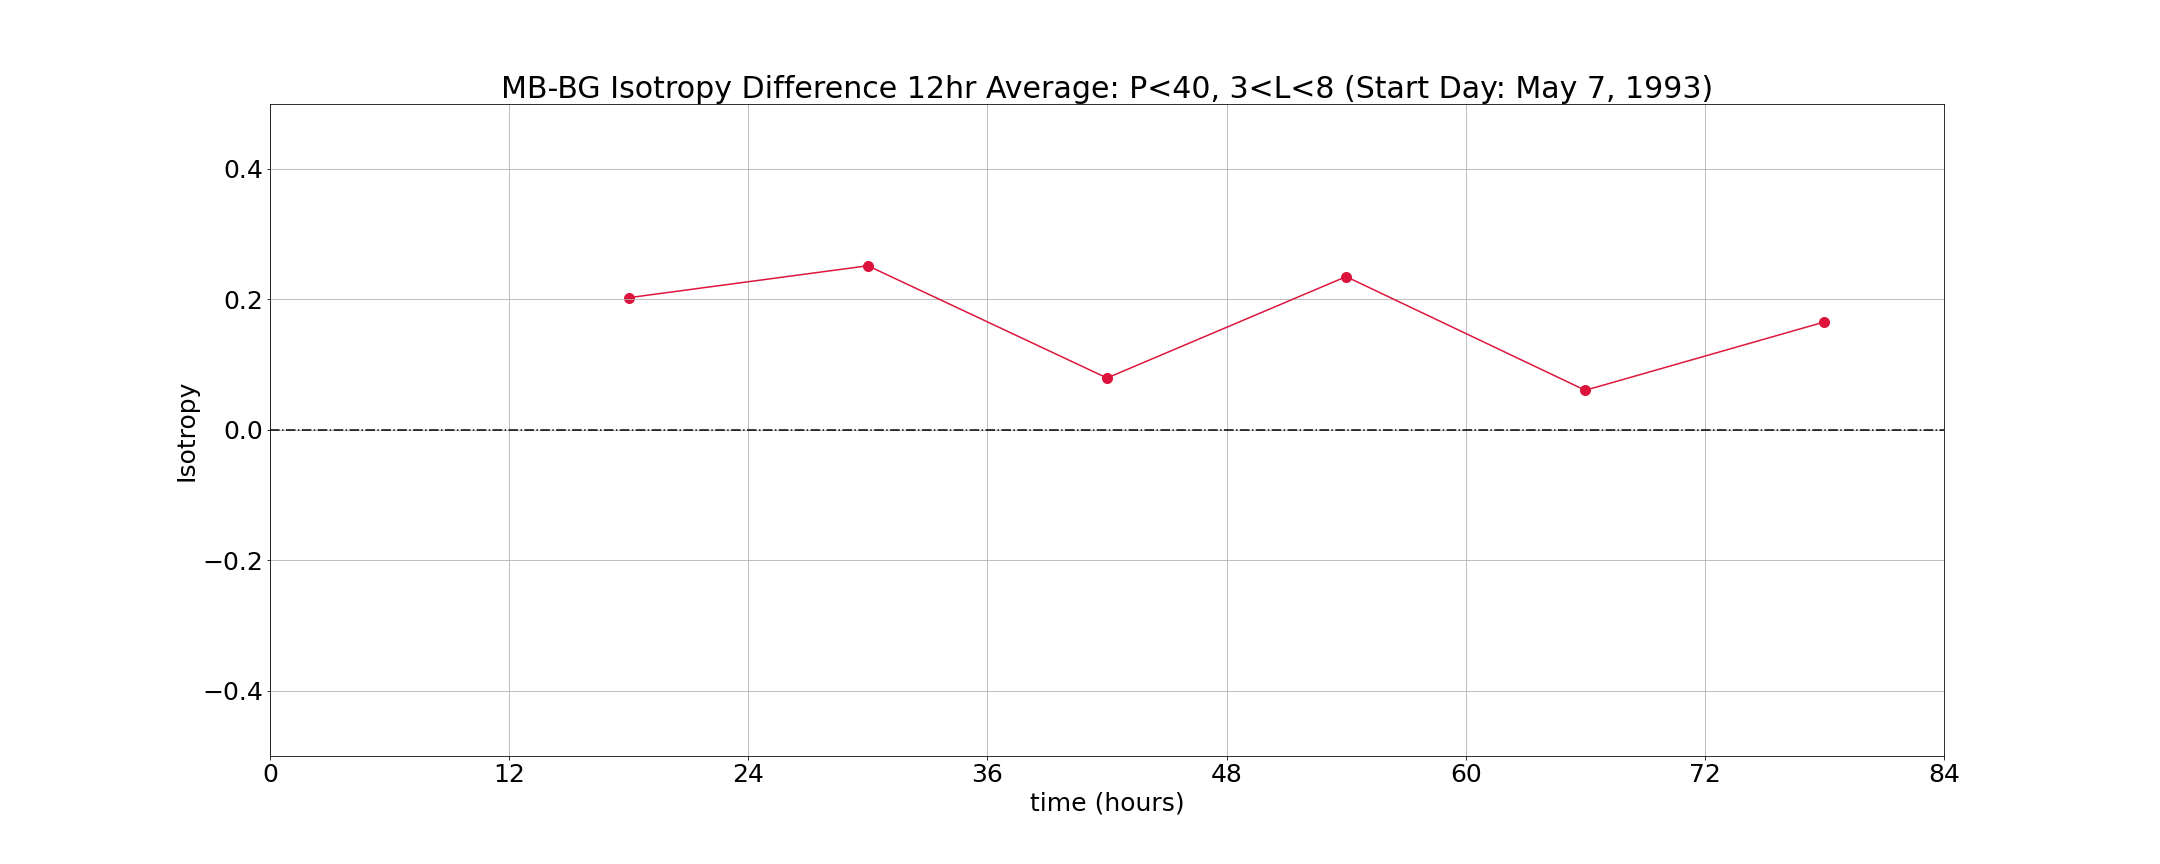 MB-BG Isotropy Difference 12hr Average: P<40, 3<L<8 (Start Day: May 7, 1993)
0.4
0.2
0.0
−0.2
−0.4
Isotropy
0 12 24 36 48 60 72 84
time (hours)